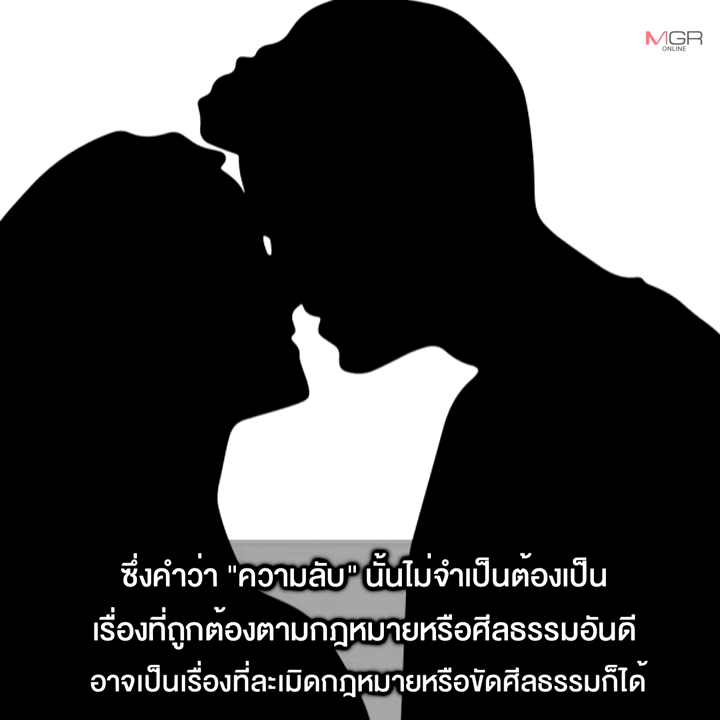 MGR
ONLINE
ซึ่งคำว่า "ความลับ" นั้นไม่จำเป็นต้องเป็น
เรื่องที่ถูกต้องตามกฎหมายหรือศีลธรรมอันดี
อาจเป็นเรื่องที่ละเมิดกฎหมายหรือขัดศีลธรรมก็ได้